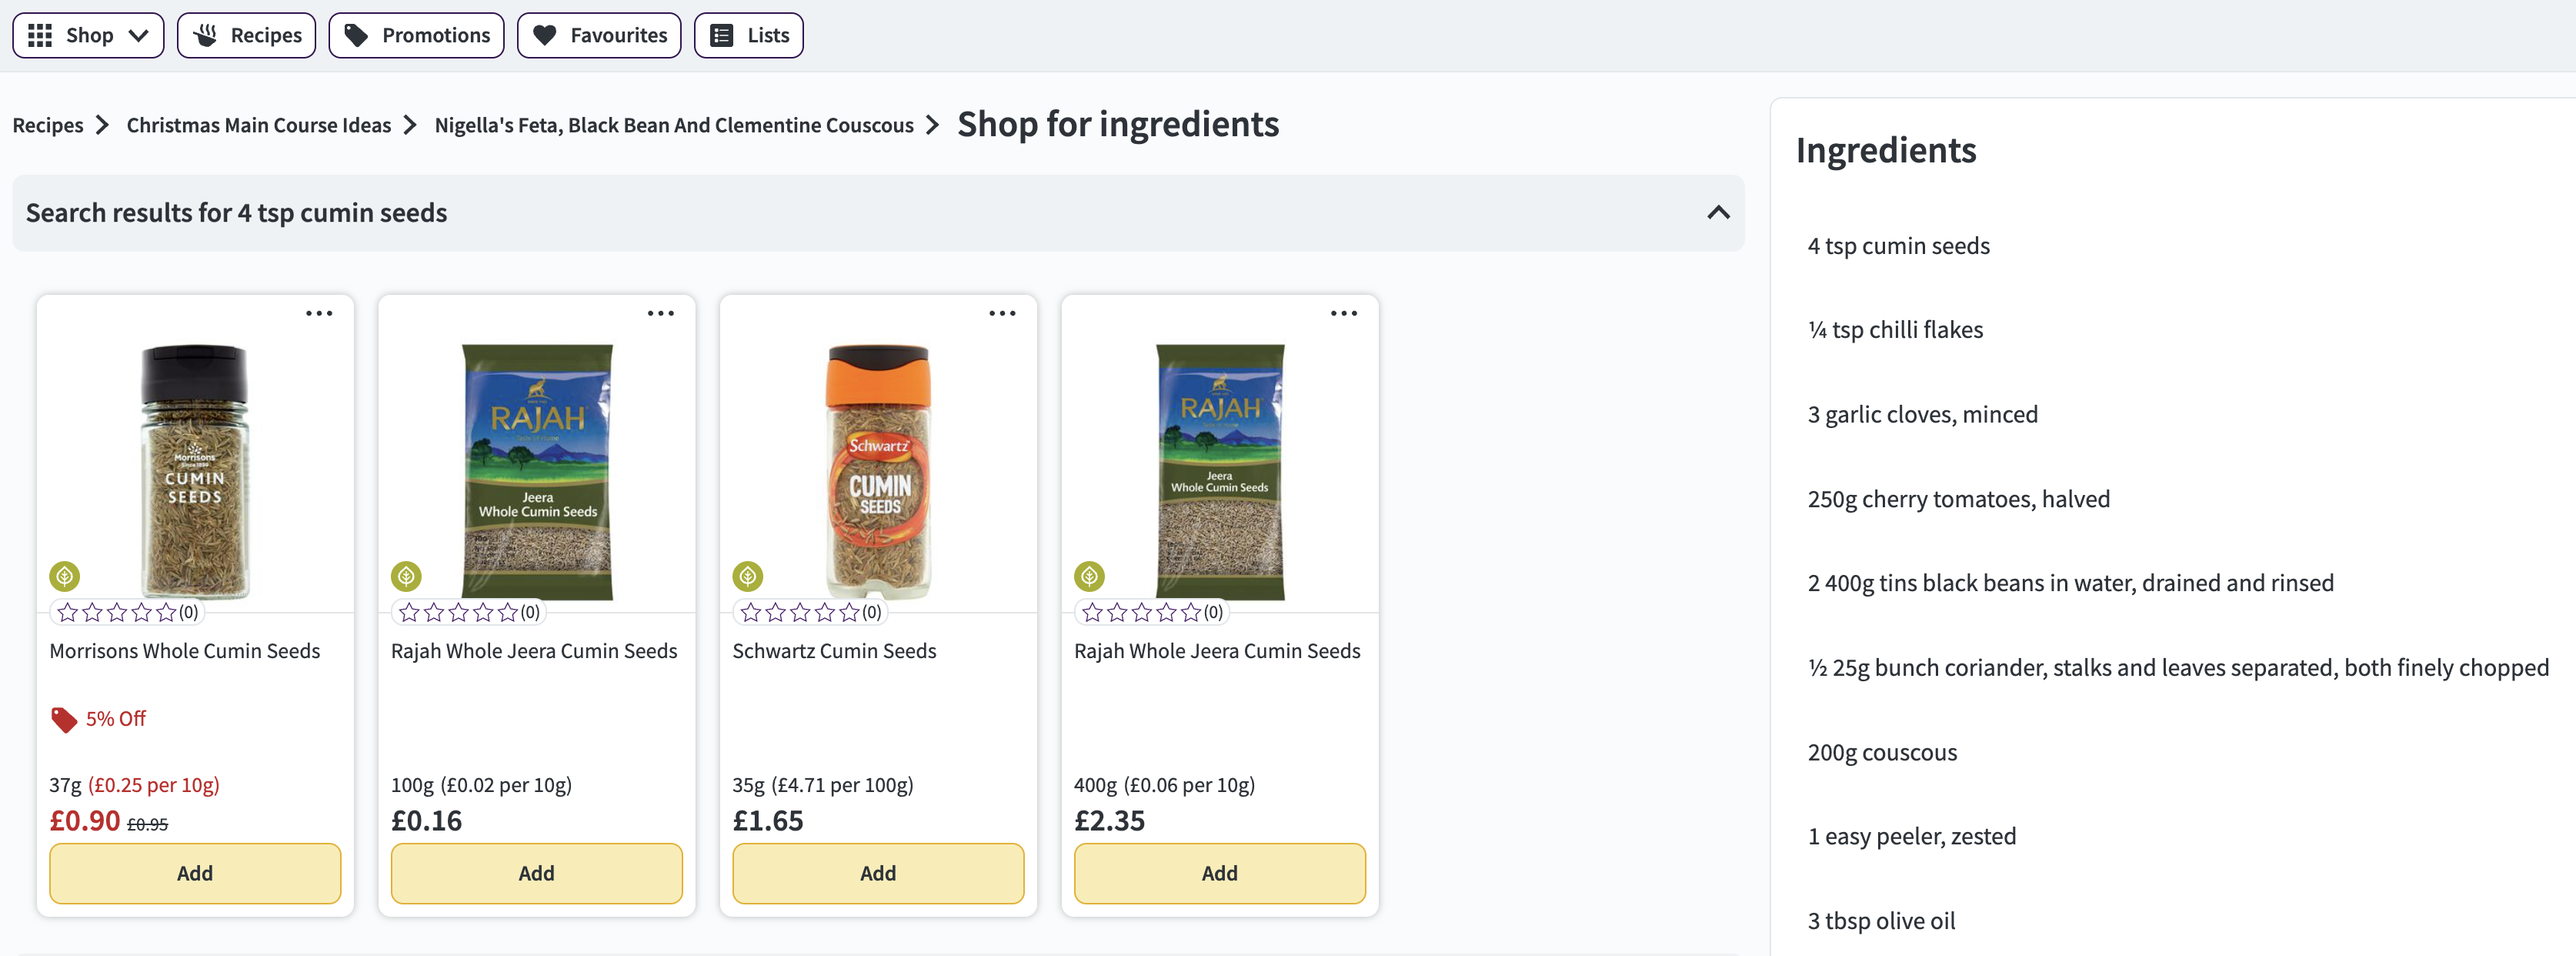 Shop
Recipes
Promotions
Favourites
Lists
Recipes
Christmas Main Course Ideas
Nigella's Feta, Black Bean And Clementine Couscous
Shop for ingredients
Search results for 4 tsp cumin seeds
Morrisons
Since 1899
CUMIN
SEEDS
(0)
Morrisons Whole Cumin Seeds
5% Off
37g (£0.25 per 10g)
£0.90 £0.95
Add
RAJAH
Taste of Home
Jeera
Whole Cumin Seeds
(0)
Rajah Whole Jeera Cumin Seeds
100g (£0.02 per 10g)
£0.16
Add
Schwartz
CUMIN
SEEDS
(0)
Schwartz Cumin Seeds
35g (£4.71 per 100g)
£1.65
Add
RAJAH
Jeera
Whole Cumin Seeds
(0)
Rajah Whole Jeera Cumin Seeds
400g (£0.06 per 10g)
£2.35
Add
Ingredients
4 tsp cumin seeds
¼ tsp chilli flakes
3 garlic cloves, minced
250g cherry tomatoes, halved
2 400g tins black beans in water, drained and rinsed
½ 25g bunch coriander, stalks and leaves separated, both finely chopped
200g couscous
1 easy peeler, zested
3 tbsp olive oil